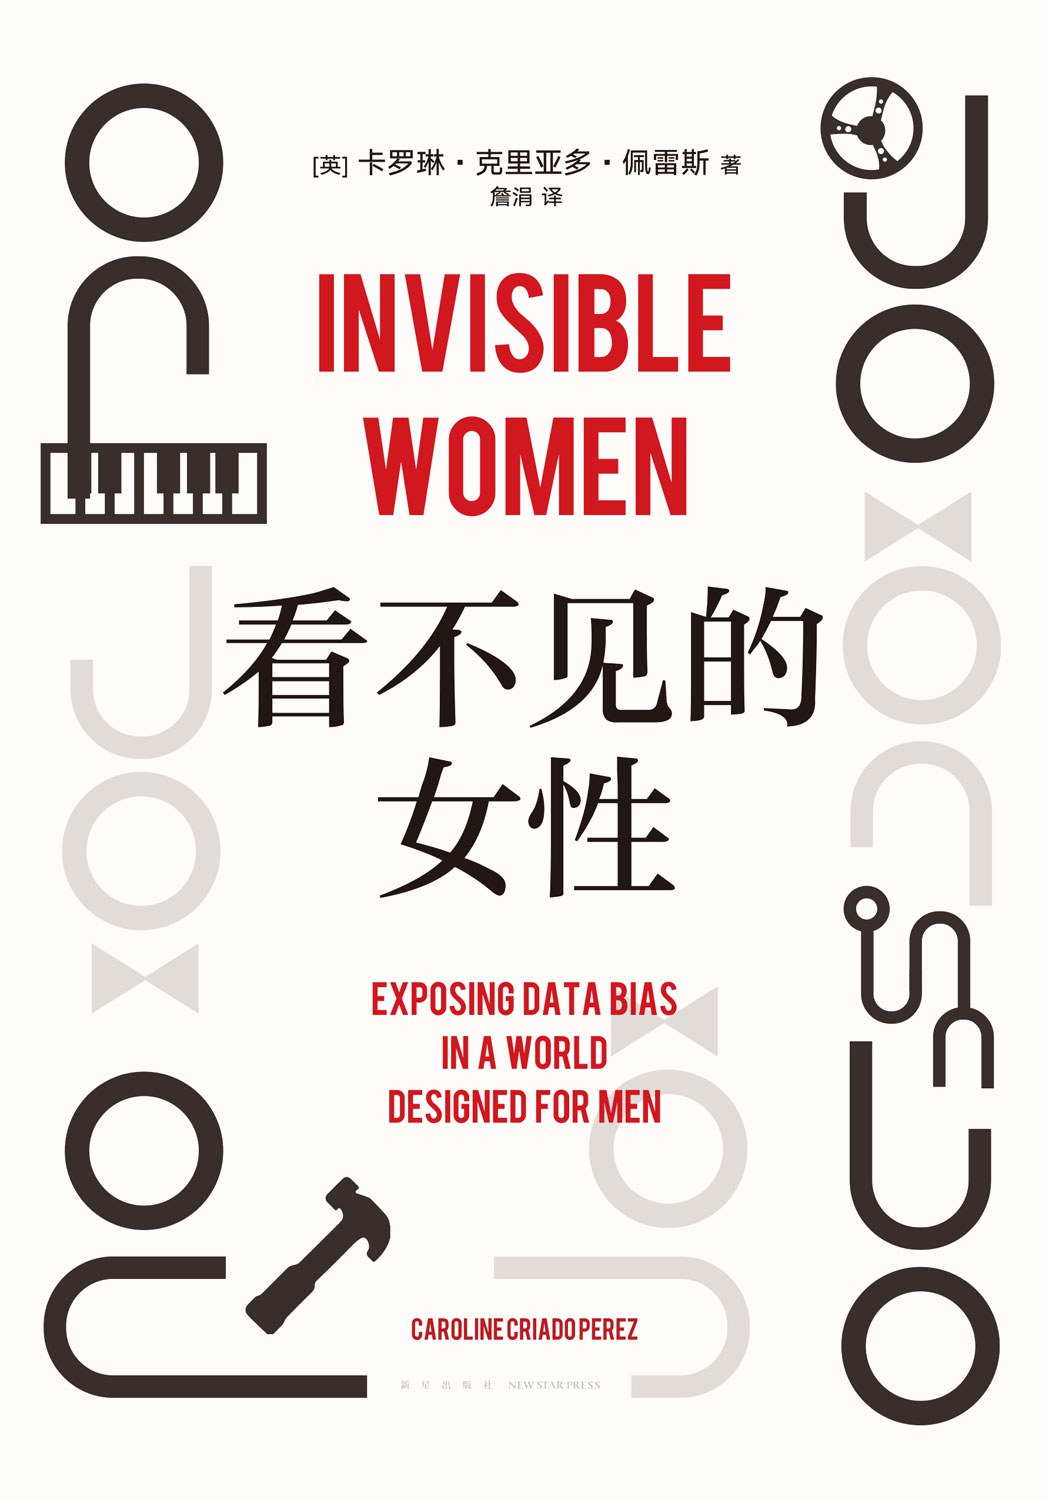 [英] 卡罗琳·克里亚多·佩雷斯 著
詹涓 译
INVISIBLE
WOMEN
看不见的
女性
EXPOSING DATA BIAS
IN A WORLD
DESIGNED FOR MEN
CAROLINE CRIADO PEREZ
新星出版社 NEW STAR PRESS